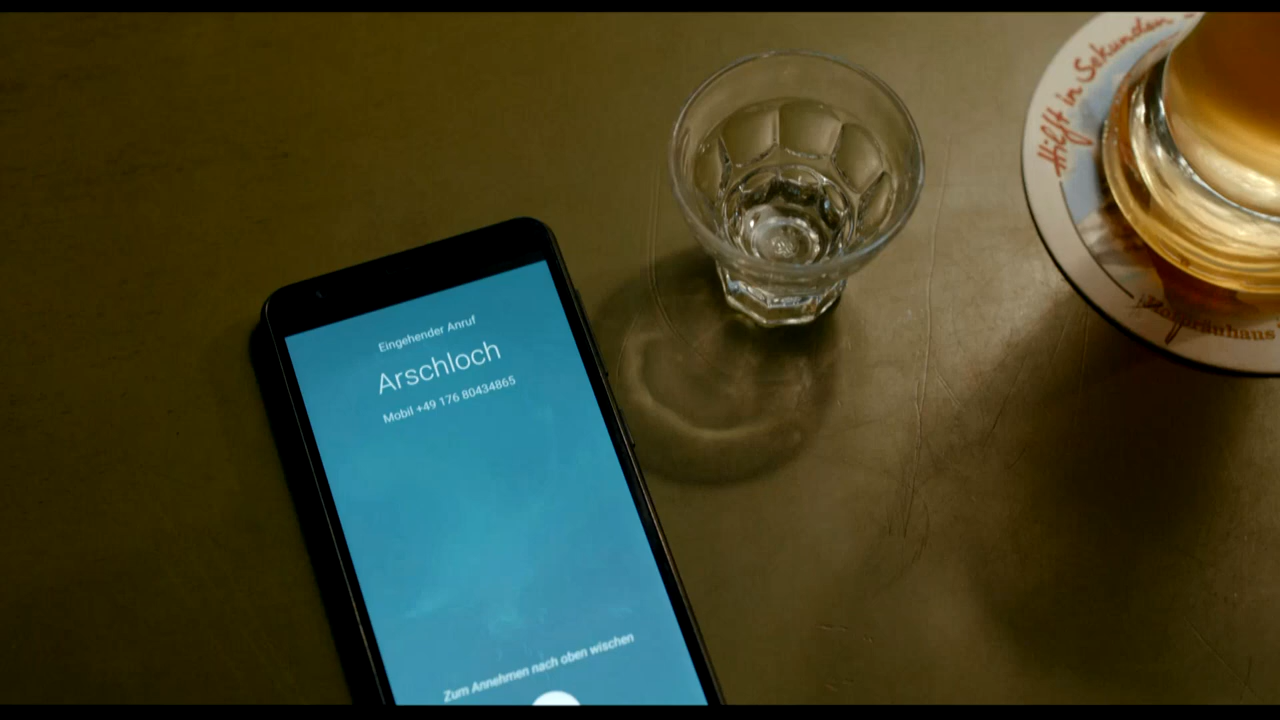 Eingehender Anruf
Arschloch
Mobil +49 176 80434865
Zum Annehmen nach oben wischen
Hilft in Sekunden